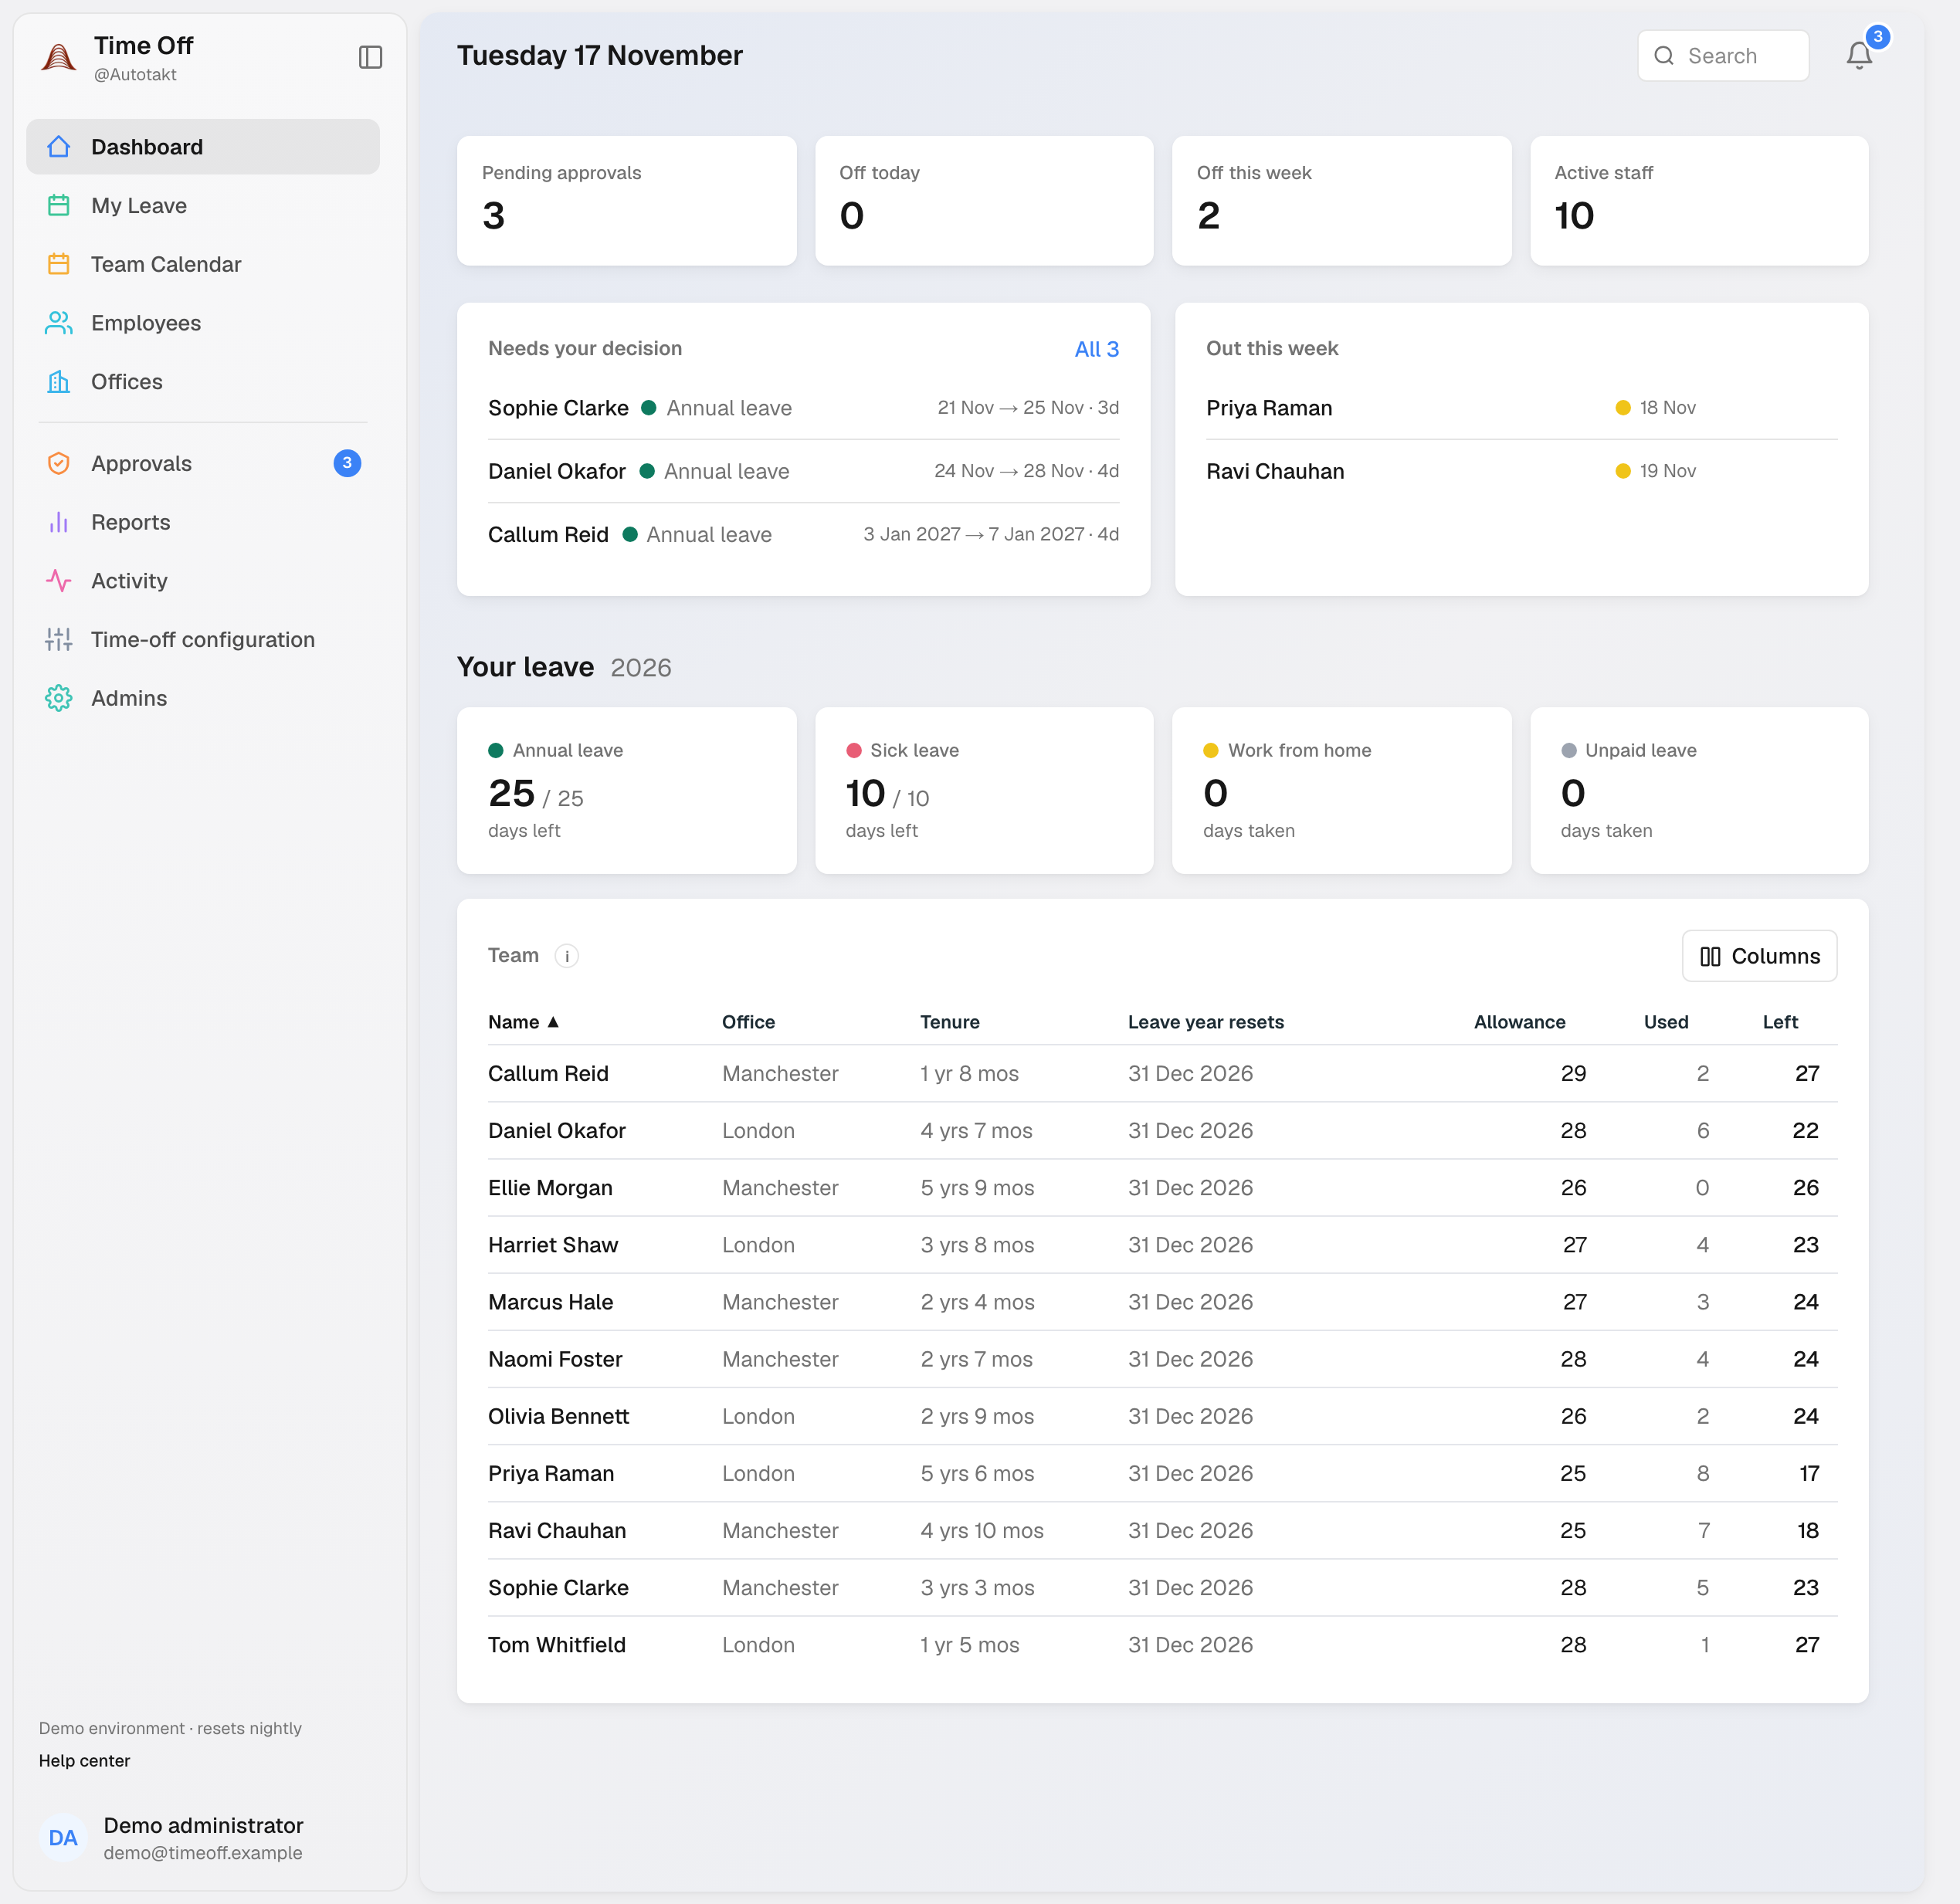 Time Off
@Autotakt
Dashboard
My Leave
Team Calendar
Employees
Offices
Approvals 3
Reports
Activity
Time-off configuration
Admins
Demo environment · resets nightly
Help center
DA
Demo administrator
demo@timeoff.example
Tuesday 17 November
Search
3
Pending approvals
3
Off today
0
Off this week
2
Active staff
10
Needs your decision All 3
Sophie Clarke Annual leave 21 Nov → 25 Nov · 3d
Daniel Okafor Annual leave 24 Nov → 28 Nov · 4d
Callum Reid Annual leave 3 Jan 2027 → 7 Jan 2027 · 4d
Out this week
Priya Raman 18 Nov
Ravi Chauhan 19 Nov
Your leave 2026
Annual leave
25 / 25
days left
Sick leave
10 / 10
days left
Work from home
0
days taken
Unpaid leave
0
days taken
Team i
Columns
Name ▲ Office Tenure Leave year resets Allowance Used Left
Callum Reid Manchester 1 yr 8 mos 31 Dec 2026 29 2 27
Daniel Okafor London 4 yrs 7 mos 31 Dec 2026 28 6 22
Ellie Morgan Manchester 5 yrs 9 mos 31 Dec 2026 26 0 26
Harriet Shaw London 3 yrs 8 mos 31 Dec 2026 27 4 23
Marcus Hale Manchester 2 yrs 4 mos 31 Dec 2026 27 3 24
Naomi Foster Manchester 2 yrs 7 mos 31 Dec 2026 28 4 24
Olivia Bennett London 2 yrs 9 mos 31 Dec 2026 26 2 24
Priya Raman London 5 yrs 6 mos 31 Dec 2026 25 8 17
Ravi Chauhan Manchester 4 yrs 10 mos 31 Dec 2026 25 7 18
Sophie Clarke Manchester 3 yrs 3 mos 31 Dec 2026 28 5 23
Tom Whitfield London 1 yr 5 mos 31 Dec 2026 28 1 27